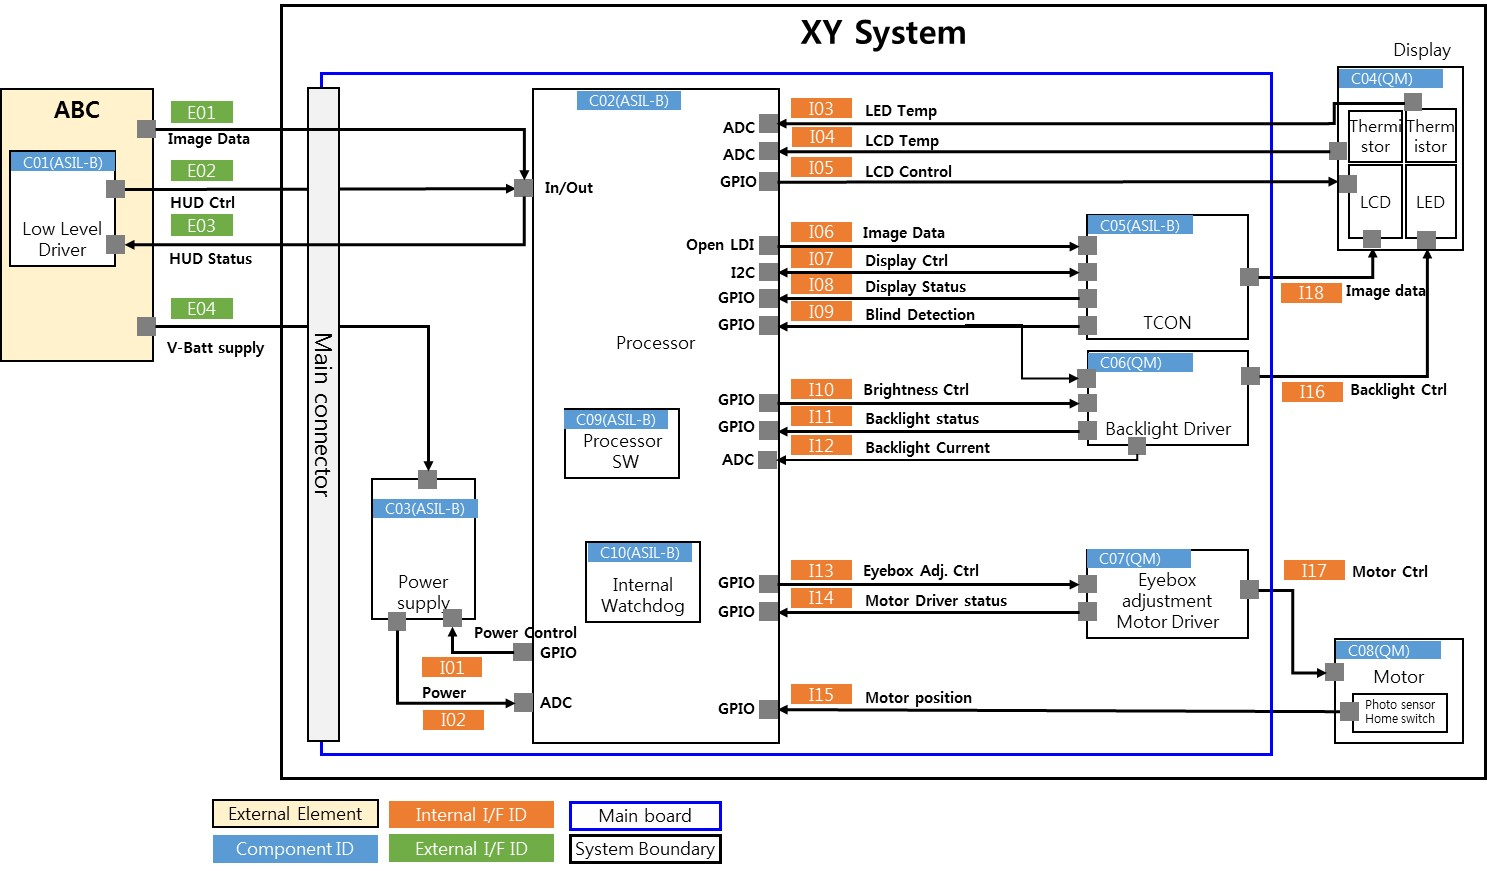 XY System
Display
ABC
C01(ASIL-B)
Low Level
Driver
E01
Image Data
E02
HUD Ctrl
E03
HUD Status
E04
V-Batt supply
Main connector
C02(ASIL-B)
In/Out
Processor
C09(ASIL-B)
Processor
SW
C10(ASIL-B)
Internal
Watchdog
C03(ASIL-B)
Power
supply
Power Control
GPIO
I01
Power
I02
ADC
ADC
I03
LED Temp
ADC
I04
LCD Temp
GPIO
I05
LCD Control
Open LDI
I06
Image Data
I2C
I07
Display Ctrl
GPIO
I08
Display Status
GPIO
I09
Blind Detection
GPIO
I10
Brightness Ctrl
GPIO
I11
Backlight status
ADC
I12
Backlight Current
GPIO
I13
Eyebox Adj. Ctrl
GPIO
I14
Motor Driver status
GPIO
I15
Motor position
C04(QM)
Thermi
stor
Therm
istor
LCD
LED
C05(ASIL-B)
TCON
I18
Image data
C06(QM)
Backlight Driver
I16
Backlight Ctrl
C07(QM)
Eyebox
adjustment
Motor Driver
I17
Motor Ctrl
C08(QM)
Motor
Photo sensor
Home switch
External Element
Internal I/F ID
Main board
Component ID
External I/F ID
System Boundary